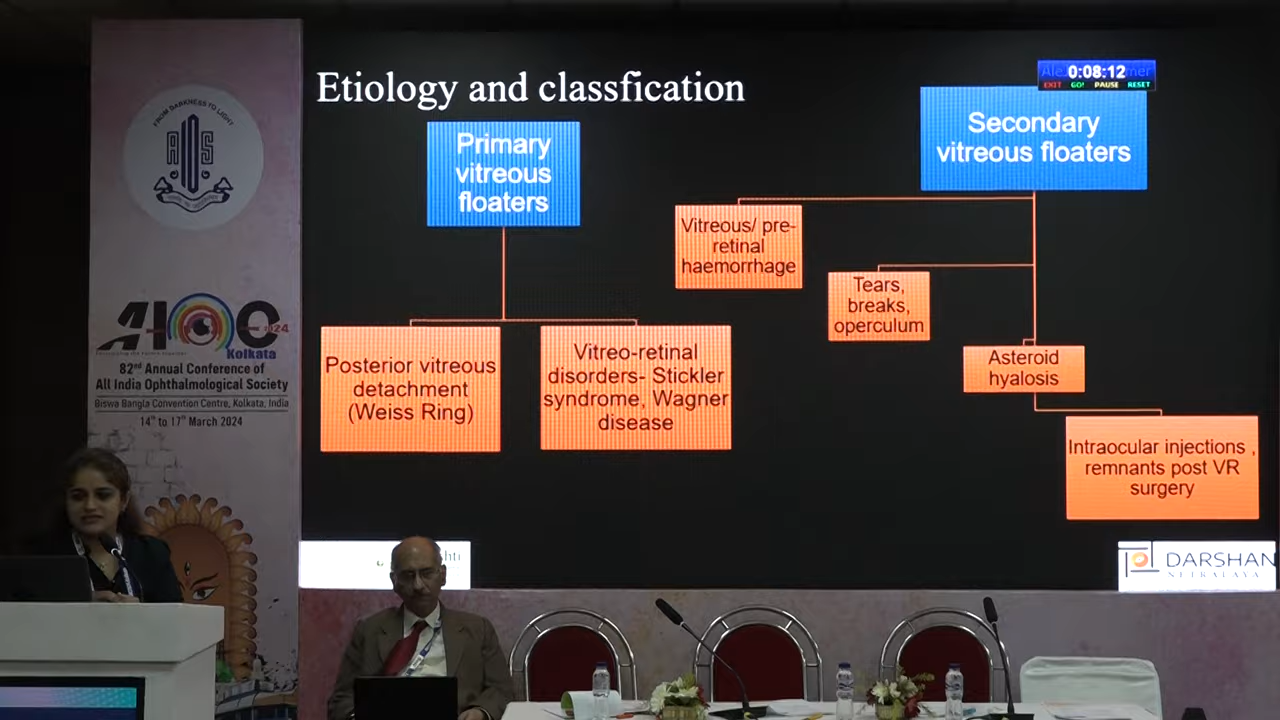 FROM DARKNESS TO LIGHT
AIOS
AIOC 2024
Kolkata
82nd Annual Conference of
All India Ophthalmological Society
Biswa Bangla Convention Centre, Kolkata, India
14th to 17th March 2024
Etiology and classfication
0:08:12
EXIT GO! PAUSE RESET
Primary
vitreous
floaters
Secondary
vitreous floaters
Vitreous/ pre-
retinal
haemorrhage
Tears,
breaks,
operculum
Asteroid
hyalosis
Posterior vitreous
detachment
(Weiss Ring)
Vitreo-retinal
disorders- Stickler
syndrome, Wagner
disease
Intraocular injections ,
remnants post VR
surgery
DARSHAN
NETRALAYA